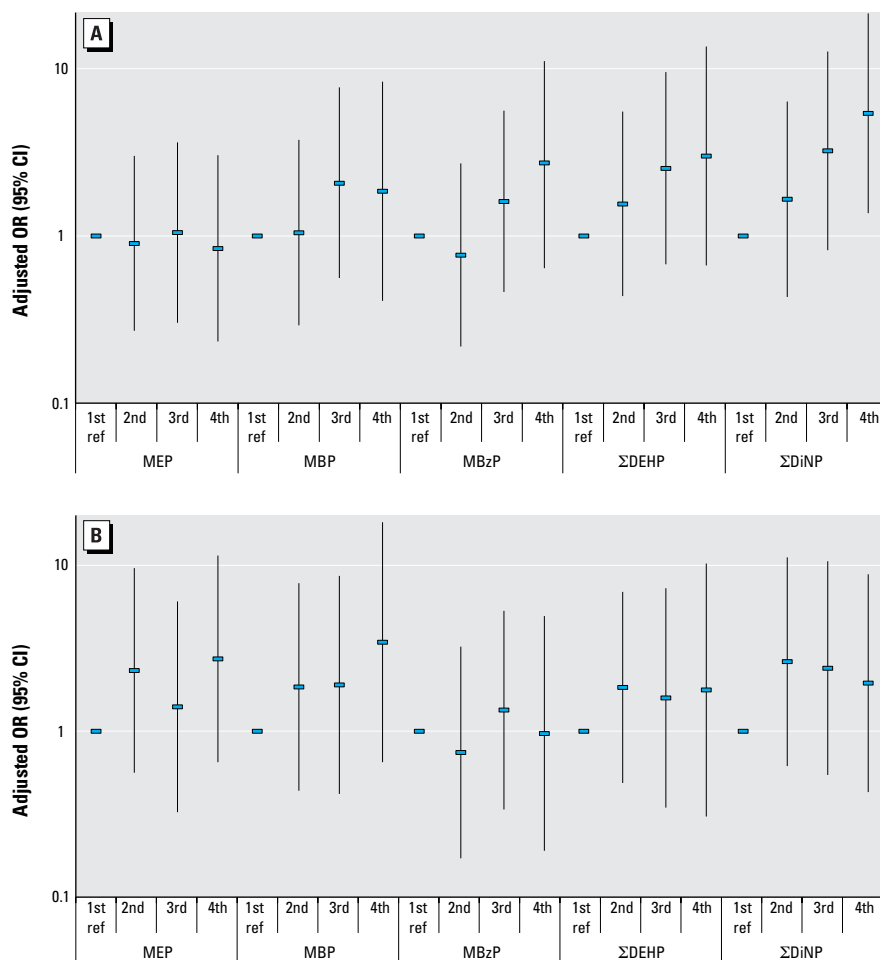 A
Adjusted OR (95% CI)
10
1
0.1
1st 2nd 3rd 4th 1st 2nd 3rd 4th 1st 2nd 3rd 4th 1st 2nd 3rd 4th 1st 2nd 3rd 4th
ref ref ref ref ref
MEP MBP MBzP ΣDEHP ΣDiNP
B
Adjusted OR (95% CI)
10
1
0.1
1st 2nd 3rd 4th 1st 2nd 3rd 4th 1st 2nd 3rd 4th 1st 2nd 3rd 4th 1st 2nd 3rd 4th
ref ref ref ref ref
MEP MBP MBzP ΣDEHP ΣDiNP